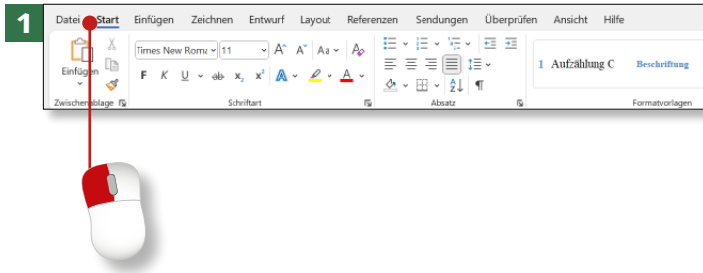 1
Datei Start Einfügen Zeichnen Entwurf Layout Referenzen Sendungen Überprüfen Ansicht Hilfe
Times New Roma 11 A A Aa A
Einfügen
F K U ab x₂ x² A A
1 Aufzählung C Beschriftung
Zwischenablage Schriftart Absatz Formatvorlagen